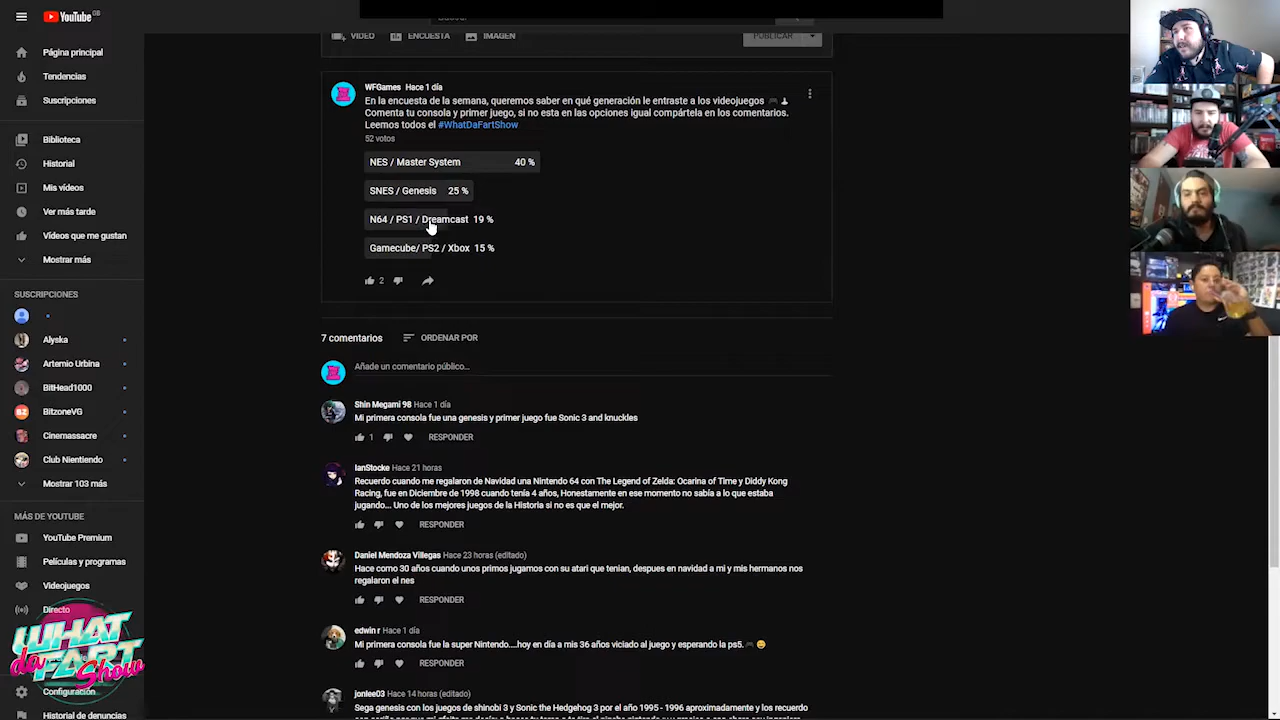 YouTube GB
VIDEO
ENCUESTA
IMAGEN
PUBLICAR
Página principal
Tendencias
Suscripciones
Biblioteca
Historial
Mis vídeos
Ver más tarde
Vídeos que me gustan
Mostrar más
SUSCRIPCIONES
Alyska
Artemio Urbina
BitHead1000
BitzoneVG
Cinemassacre
Club Nientiendo
Mostrar 103 más
MÁS DE YOUTUBE
YouTube Premium
Películas y programas
Videojuegos
Directo
WHAT
da FART
Show
Configuración
Historial de denuncias
WFGames Hace 1 día
En la encuesta de la semana, queremos saber en qué generación le entraste a los videojuegos
Comenta tu consola y primer juego, si no esta en las opciones igual compártela en los comentarios.
Leemos todos el #WhatDaFartShow
52 votos
NES / Master System 40 %
SNES / Genesis 25 %
N64 / PS1 / Dreamcast 19 %
Gamecube/ PS2 / Xbox 15 %
2
7 comentarios
ORDENAR POR
Añade un comentario público...
Shin Megami 98 Hace 1 día
Mi primera consola fue una genesis y primer juego fue Sonic 3 and knuckles
1 RESPONDER
IanStocke Hace 21 horas
Recuerdo cuando me regalaron de Navidad una Nintendo 64 con The Legend of Zelda: Ocarina of Time y Diddy Kong
Racing, fue en Diciembre de 1998 cuando tenía 4 años, Honestamente en ese momento no sabía a lo que estaba
jugando... Uno de los mejores juegos de la Historia si no es que el mejor.
RESPONDER
Daniel Mendoza Villegas Hace 23 horas (editado)
Hace como 30 años cuando unos primos jugamos con su atari que tenian, despues en navidad a mi y mis hermanos nos
regalaron el nes
RESPONDER
edwin r Hace 1 día
Mi primera consola fue la super Nintendo....hoy en día a mis 36 años viciado al juego y esperando la ps5.
RESPONDER
jonlee03 Hace 14 horas (editado)
Sega genesis con los juegos de shinobi 3 y Sonic the Hedgehog 3 por el año 1995 - 1996 aproximadamente y los recuerdo